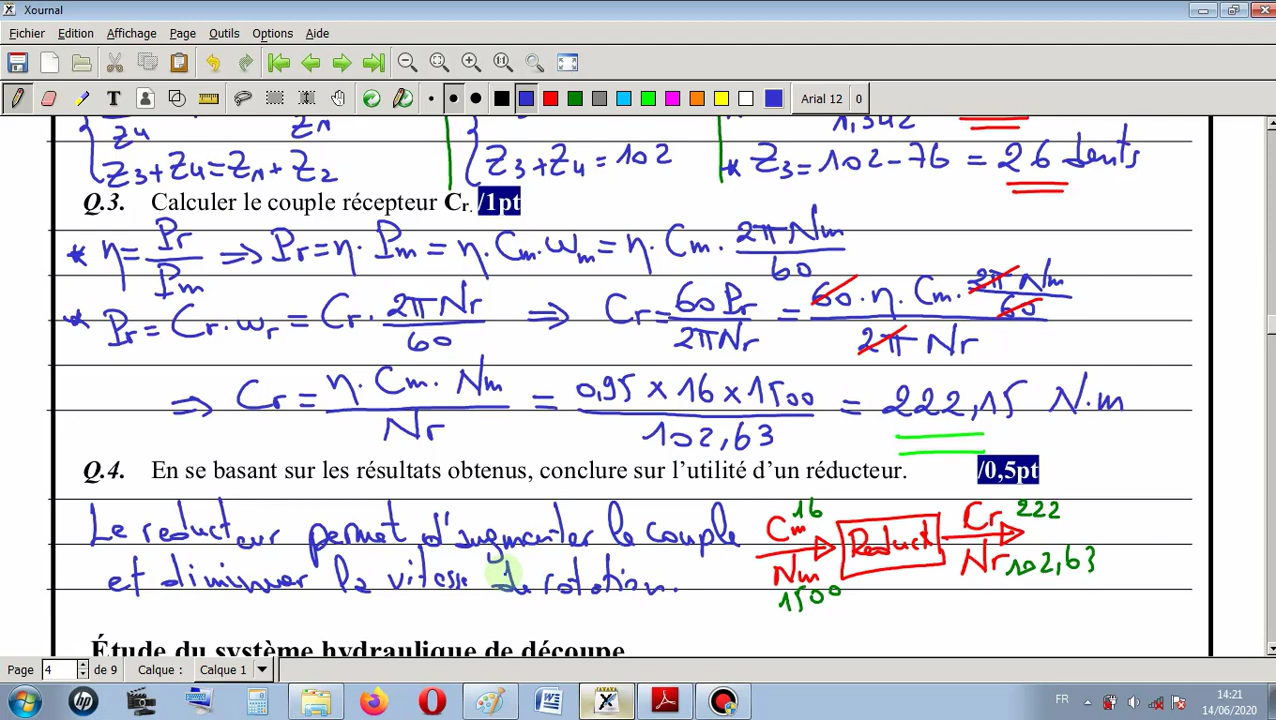 Xournal
Fichier Edition Affichage Page Outils Options Aide
Arial 12 0
Z4 Zn 1,342
Z3+Z4=Zn+Z2 Z3+Z4=102 * Z3=102-76 = 26 dents
Q.3. Calculer le couple récepteur Cr. /1pt
* η = Pr/Pm ⇒ Pr=η·Pm = η·Cm·ωm = η·Cm·2πNm/60
* Pr = Cr·ωr = Cr·2πNr/60 ⇒ Cr = 60Pr/2πNr = 60·η·Cm·2πNm/60 / 2πNr
⇒ Cr = η·Cm·Nm/Nr = 0,95×16×1500/102,63 = 222,15 N·m
Q.4. En se basant sur les résultats obtenus, conclure sur l’utilité d’un réducteur. /0,5pt
Le reducteur permet d'augmenter le couple
et diminuer la vitesse de rotation.
Cm 16 Reduct Cr 222
Nm 1500 Nr 102,63
Étude du système hydraulique de découpe
Page 4 de 9 Calque : Calque 1
FR 14:21
14/06/2020